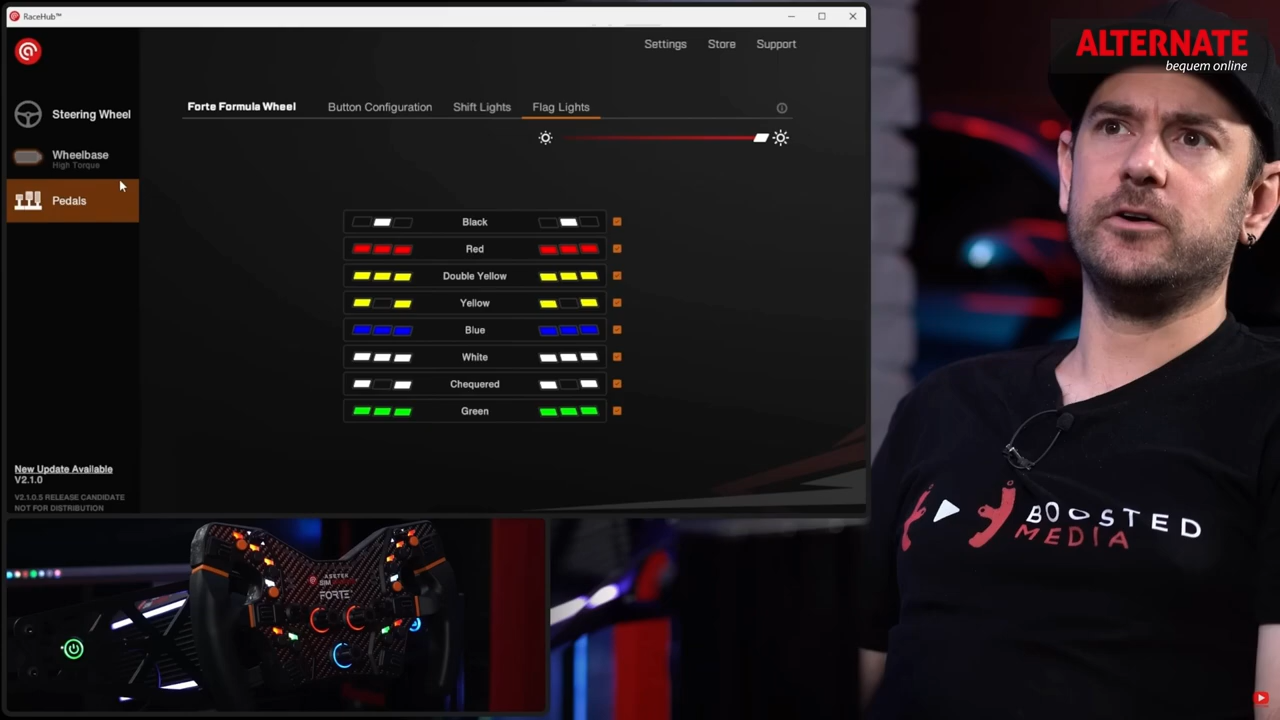 RaceHub™
Settings
Store
Support
Steering Wheel
Wheelbase
High Torque
Pedals
Forte Formula Wheel
Button Configuration
Shift Lights
Flag Lights
Black
Red
Double Yellow
Yellow
Blue
White
Chequered
Green
New Update Available
V2.1.0
V2.1.0.5 RELEASE CANDIDATE
NOT FOR DISTRIBUTION
ASETEK
SIM
FORTE
ALTERNATE
bequem online
BOOSTED
MEDIA